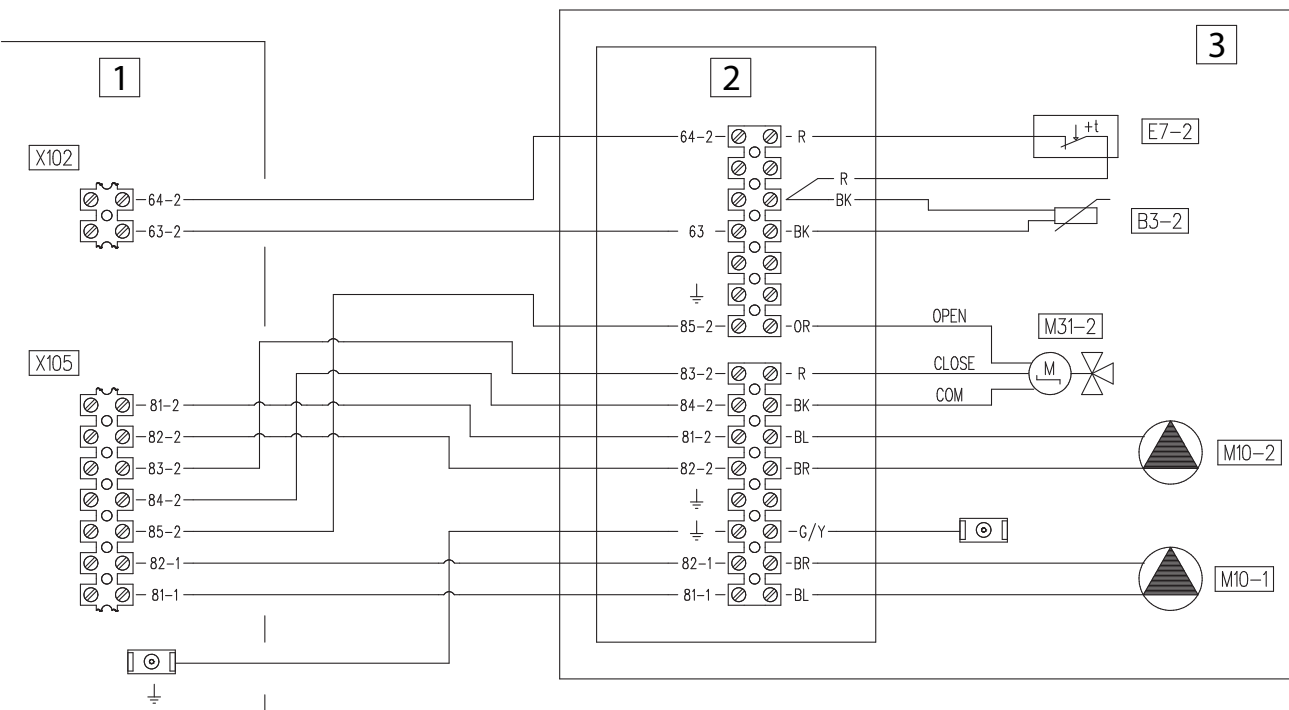 1
2
3
X102
64-2
63-2
X105
81-2
82-2
83-2
84-2
85-2
82-1
81-1
64-2
R
R
BK
63
BK
85-2
OR
83-2
R
84-2
BK
81-2
BL
82-2
BR
G/Y
82-1
BR
81-1
BL
+t
E7-2
B3-2
OPEN
CLOSE
COM
M
M31-2
M10-2
M10-1